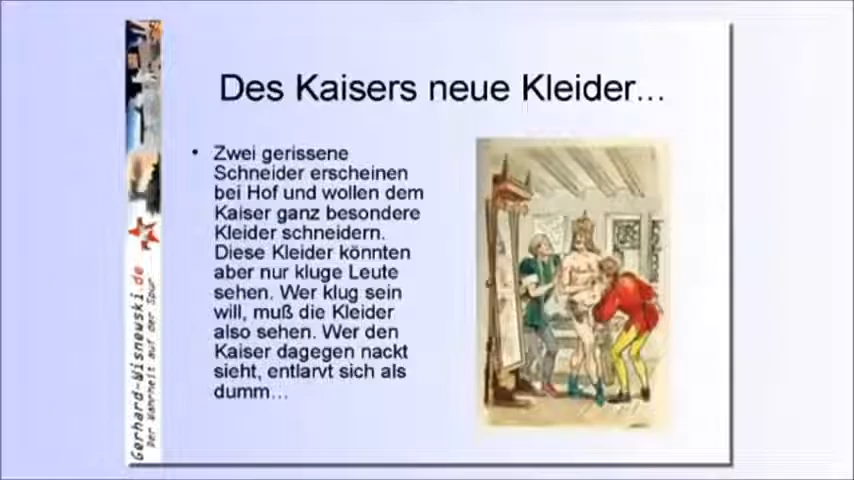 Des Kaisers neue Kleider...
• Zwei gerissene
Schneider erscheinen
bei Hof und wollen dem
Kaiser ganz besondere
Kleider schneidern.
Diese Kleider könnten
aber nur kluge Leute
sehen. Wer klug sein
will, muß die Kleider
also sehen. Wer den
Kaiser dagegen nackt
sieht, entlarvt sich als
dumm...
Gerhard-Wisnewski.de
Der Wahrheit auf der Spur